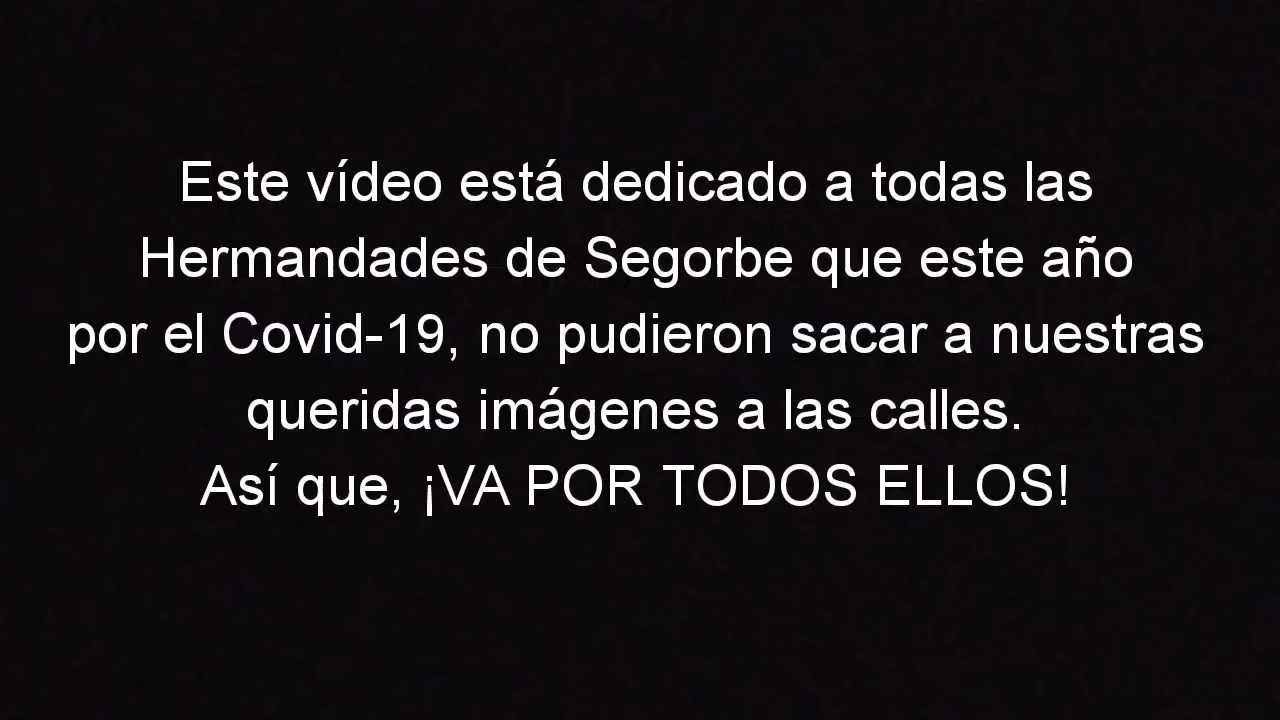 Este vídeo está dedicado a todas las
Hermandades de Segorbe que este año
por el Covid-19, no pudieron sacar a nuestras
queridas imágenes a las calles.
Así que, ¡VA POR TODOS ELLOS!